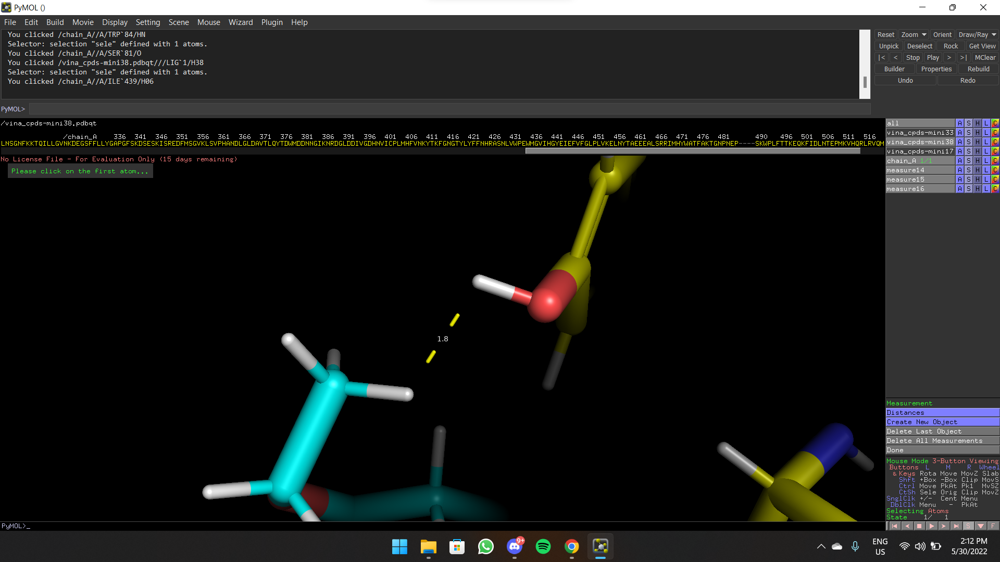 PyMOL ()
File Edit Build Movie Display Setting Scene Mouse Wizard Plugin Help
You clicked /chain_A//A/TRP`84/HN
Selector: selection "sele" defined with 1 atoms.
You clicked /chain_A//A/SER`81/O
You clicked /vina_cpds-mini38.pdbqt///LIG`1/H38
Selector: selection "sele" defined with 1 atoms.
You clicked /chain_A//A/ILE`439/H06
Reset Zoom Orient Draw/Ray
Unpick Deselect Rock Get View
|< < Stop Play > >| MClear
Builder Properties Rebuild
Undo Redo
PyMOL>
/vina_cpds-mini38.pdbqt
/chain_A 336 341 346 351 356 361 366 371 376 381 386 391 396 401 406 411 416 421 426 431 436 441 446 451 456 461 466 471 476 481 490 496 501 506 511 516
LNSGNFKKTQILLGVNKDEGSFFLLYGAPGFSKDSESKISREDFMSGVKLSVPHANDLGLDAVTLQYTDWMDDNNGIKNRDGLDDIVGDHNVICPLMHFVNKYTKFGNGTYLYFFNHRASNLVWPEWMGVIHGYEIEFVFGLPLVKELNYTAEEEALSRRIMHYWATFAKTGNPNEP----SKWPLFTTKEQKFIDLNTEPMKVHQRLRVQM
No License File - For Evaluation Only (15 days remaining)
Please click on the first atom...
1.8
all A S H L C
vina_cpds-mini33 A S H L C
vina_cpds-mini38 A S H L C
vina_cpds-mini17 A S H L C
chain_A 1/1 A S H L C
measure14 A S H L C
measure15 A S H L C
measure16 A S H L C
Measurement
Distances
Create New Object
Delete Last Object
Delete All Measurements
Done
Mouse Mode 3-Button Viewing
Buttons L M R Wheel
& Keys Rota Move MovZ Slab
Shft +Box -Box Clip MovS
Ctrl Move PkAt Pk1 MvSZ
CtSh Sele Orig Clip MovZ
SnglClk +/- Cent Menu
DblClk Menu - PkAt
Selecting Atoms
State 1/ 1
S F
PyMOL>_
9+
ENG
US
2:12 PM
5/30/2022